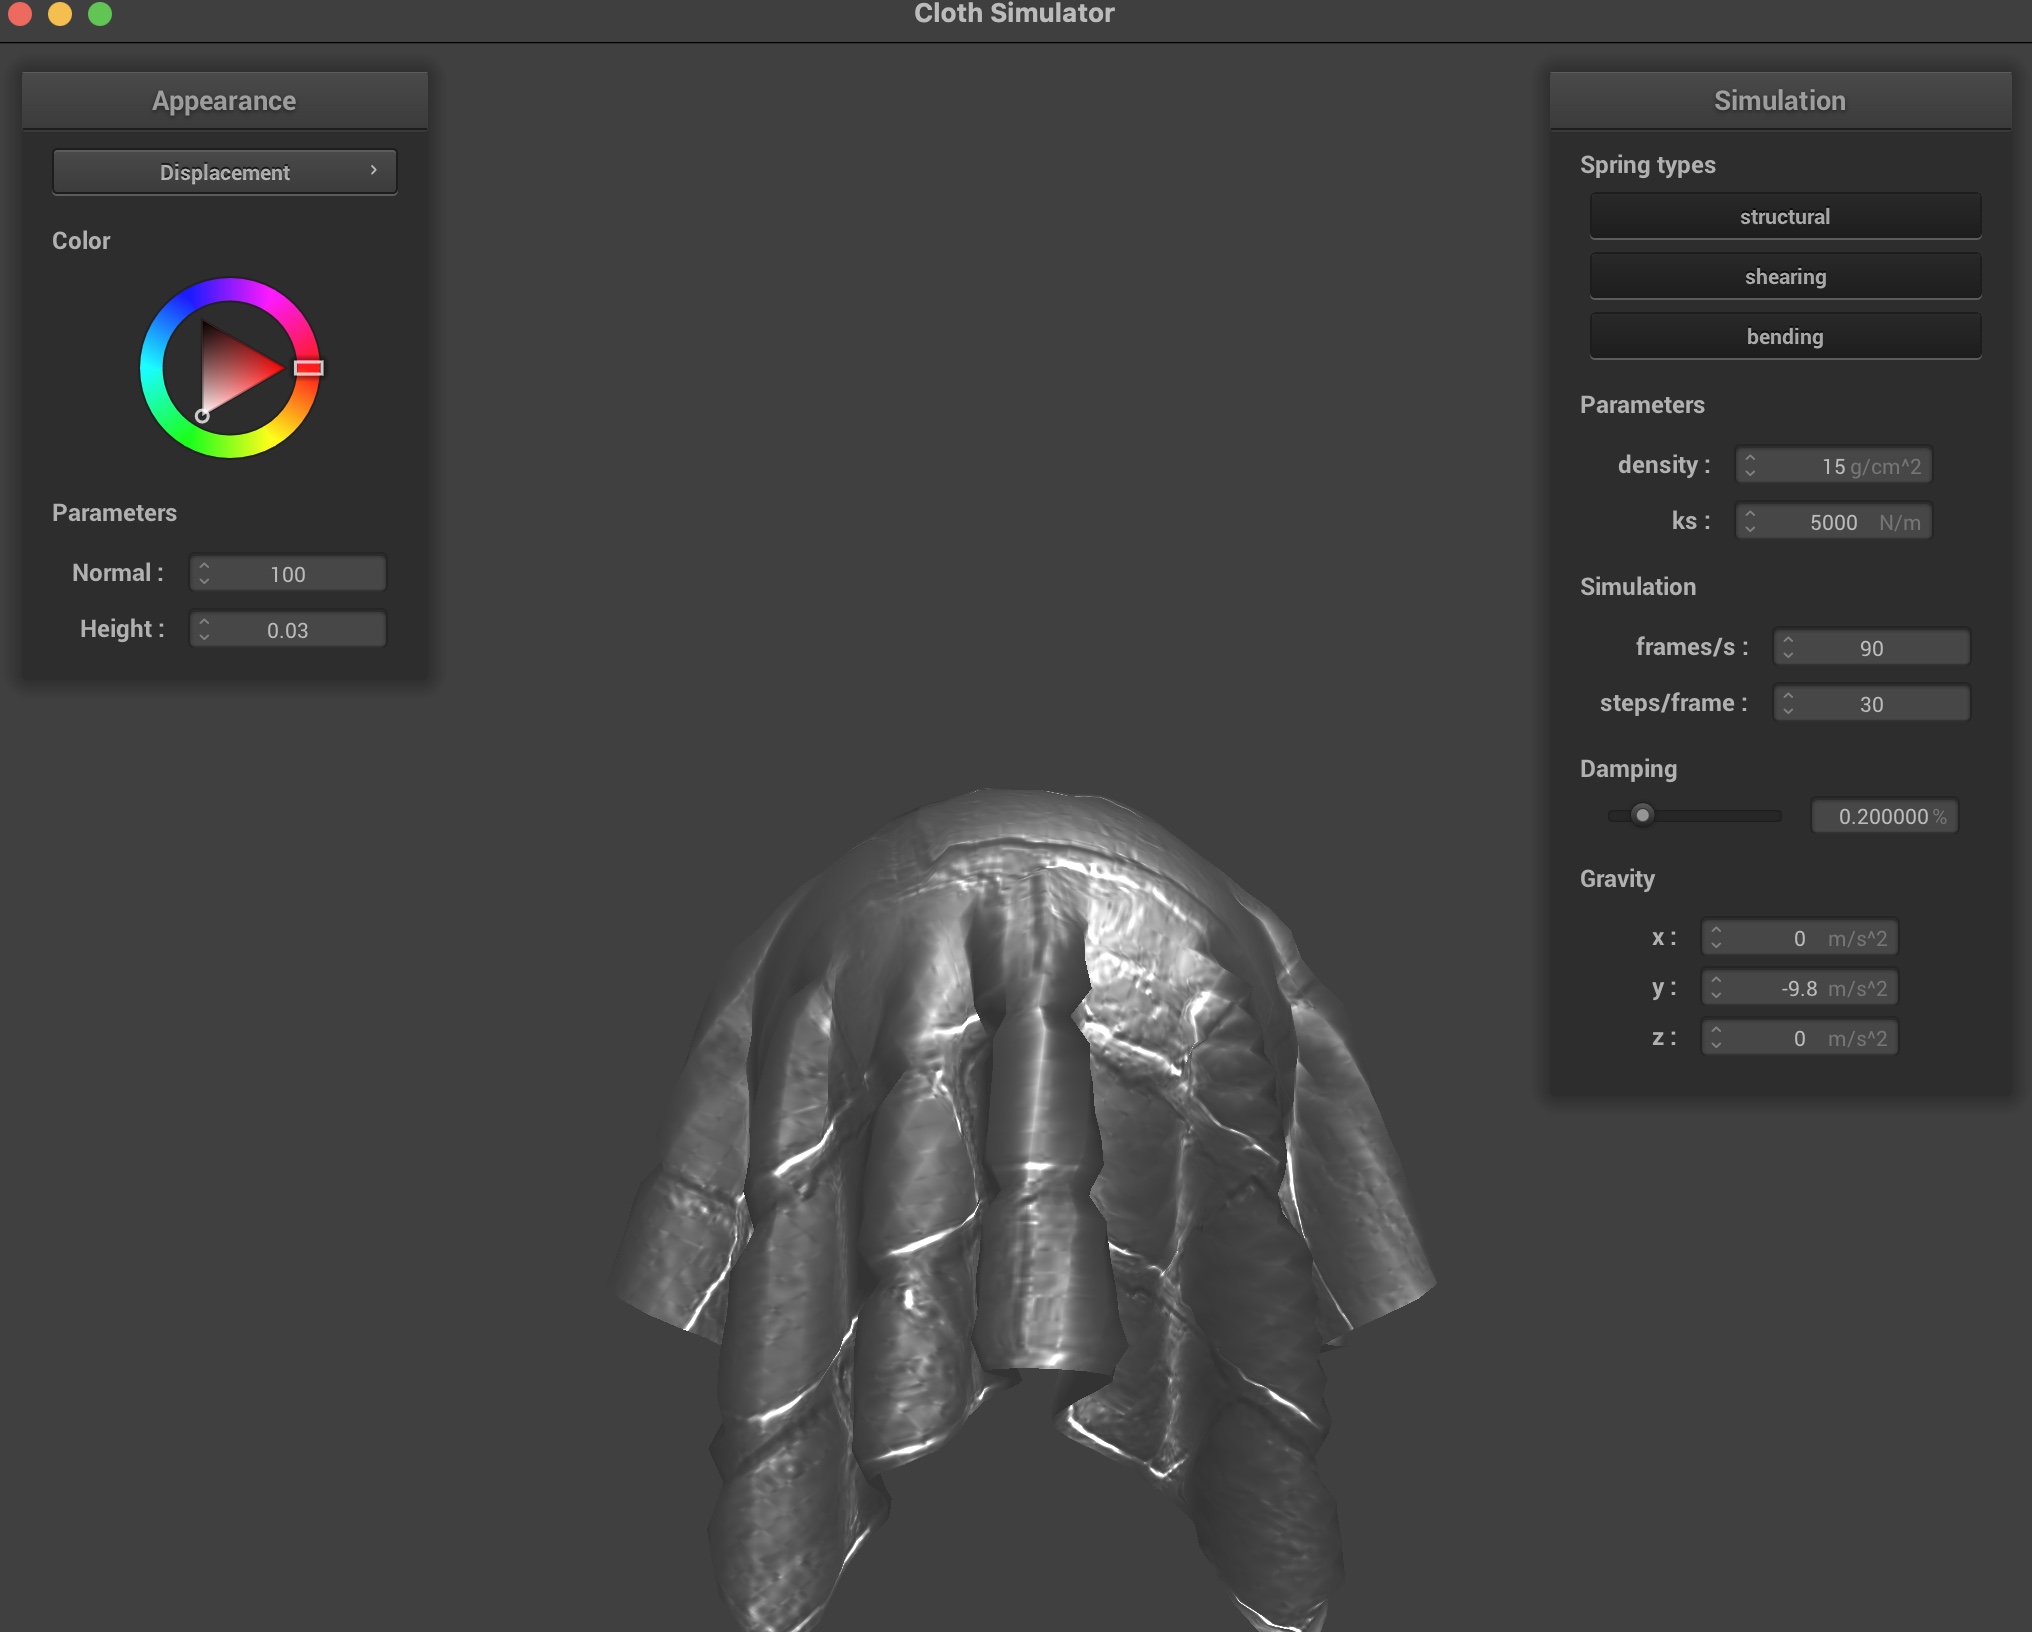 Cloth Simulator
Appearance
Displacement
Color
Parameters
Normal : 100
Height : 0.03
Simulation
Spring types
structural
shearing
bending
Parameters
density : 15 g/cm^2
ks : 5000 N/m
Simulation
frames/s : 90
steps/frame : 30
Damping
0.200000 %
Gravity
x : 0 m/s^2
y : -9.8 m/s^2
z : 0 m/s^2